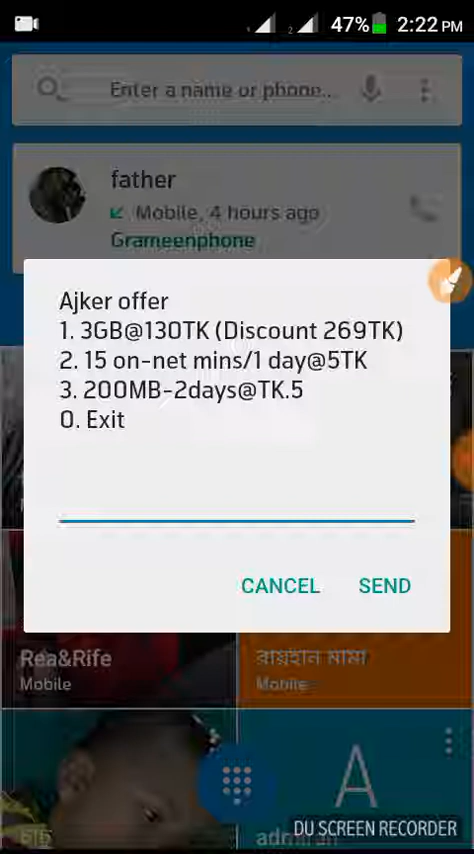 47% 2:22 PM
Enter a name or phone...
father
Mobile, 4 hours ago
Grameenphone
Ajker offer
1. 3GB@130TK (Discount 269TK)
2. 15 on-net mins/1 day@5TK
3. 200MB-2days@TK.5
0. Exit
CANCEL SEND
Rea&Rife
Mobile
রায়হান মামা
Mobile
A
DU SCREEN RECORDER